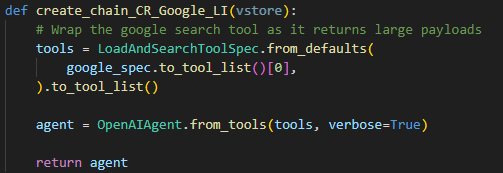 def create_chain_CR_Google_LI(vstore):
    # Wrap the google search tool as it returns large payloads
    tools = LoadAndSearchToolSpec.from_defaults(
        google_spec.to_tool_list()[0],
    ).to_tool_list()

    agent = OpenAIAgent.from_tools(tools, verbose=True)

    return agent